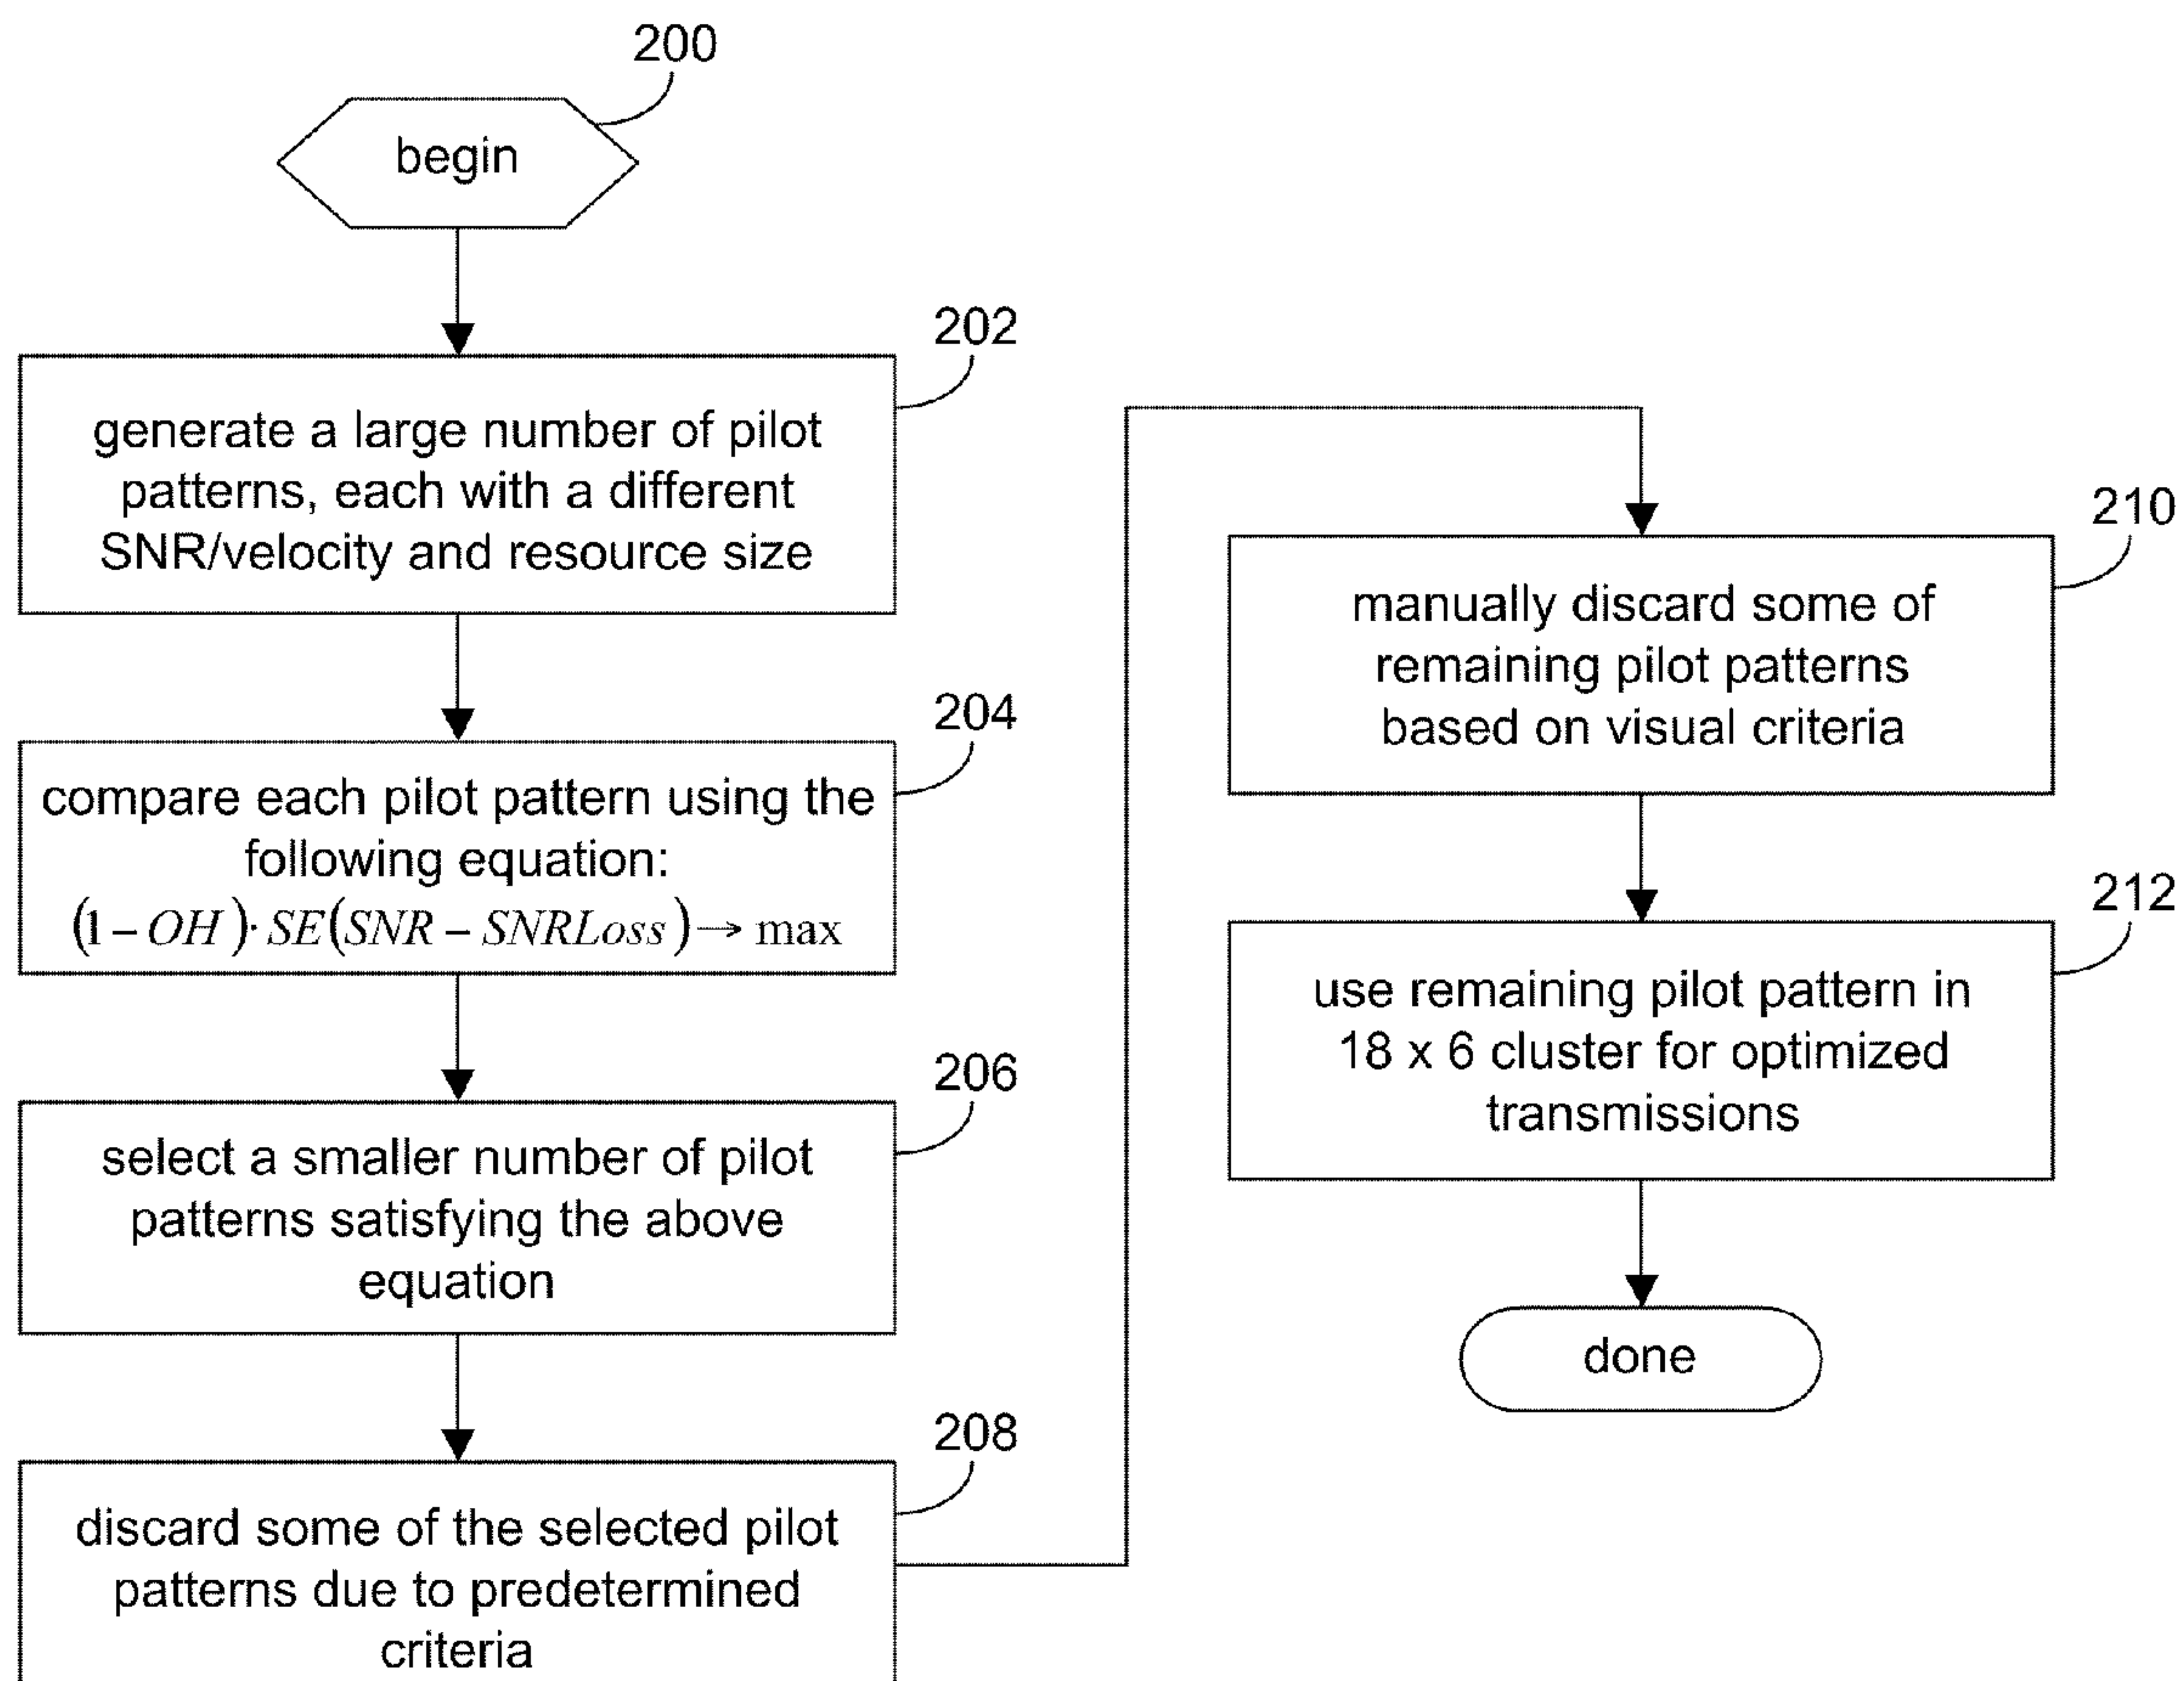 200
begin
202
generate a large number of pilot
patterns, each with a different
SNR/velocity and resource size
204
compare each pilot pattern using the
following equation:
(1 – OH)· SE(SNR – SNRLoss)→ max
206
select a smaller number of pilot
patterns satisfying the above
equation
208
discard some of the selected pilot
patterns due to predetermined
criteria
210
manually discard some of
remaining pilot patterns
based on visual criteria
212
use remaining pilot pattern in
18 x 6 cluster for optimized
transmissions
done